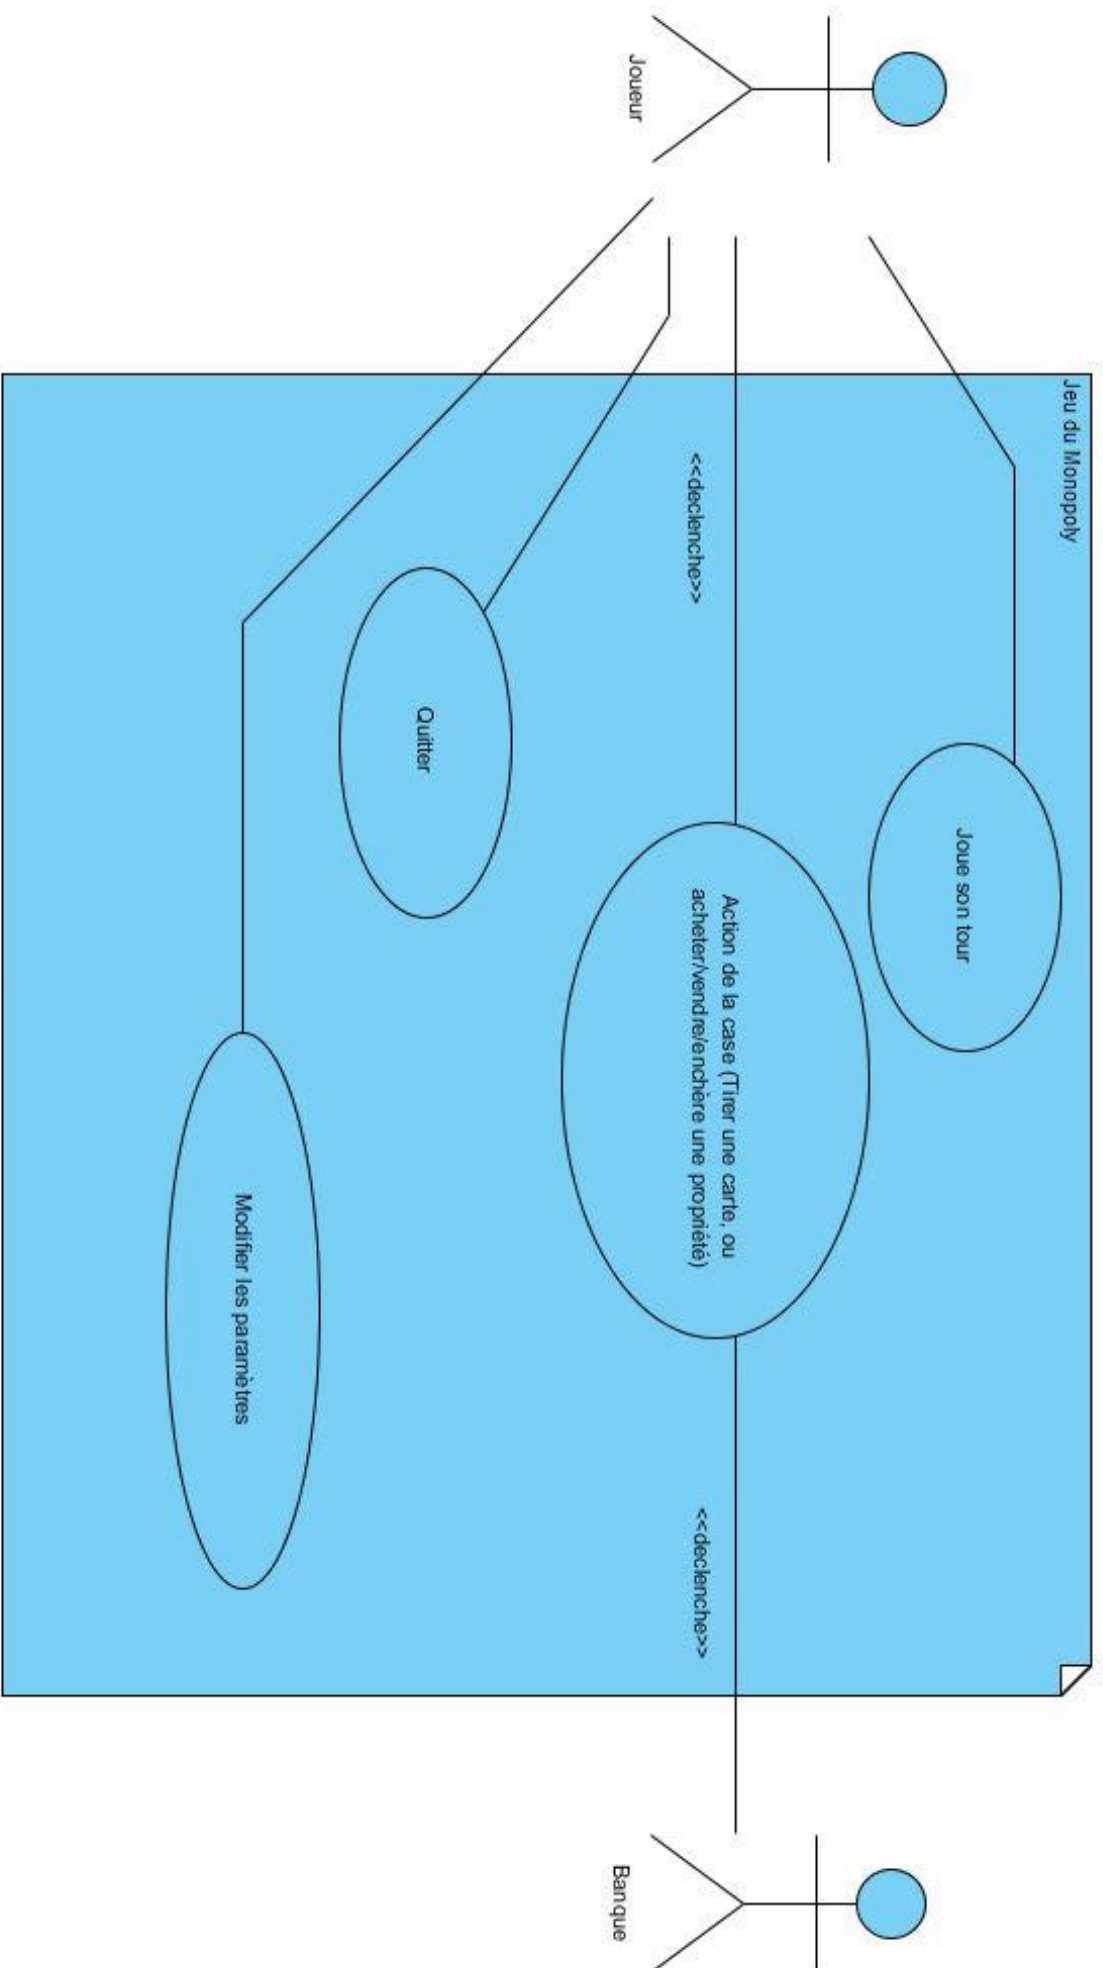 Jeu du Monopoly
Joue son tour
Action de la case (Tirer une carte, ou
acheter/vendre/enchère une propriété)
<<declenche>>
<<declenche>>
Joueur
Banque
Quitter
Modifier les paramètres